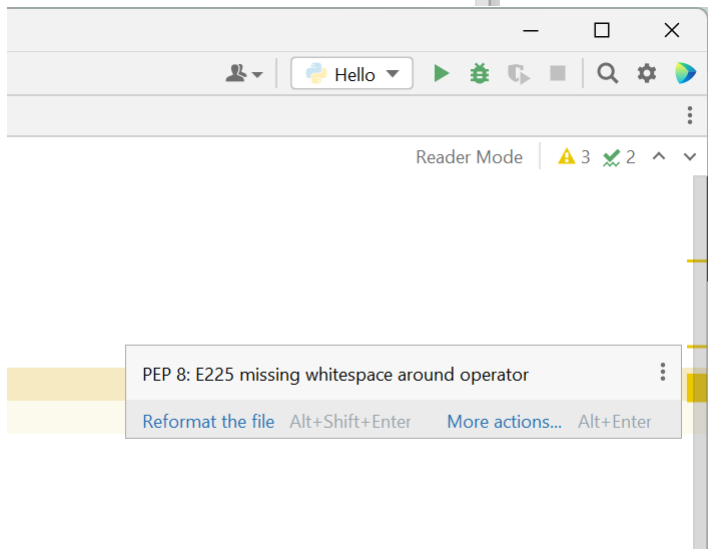 Hello
Reader Mode 3 2
PEP 8: E225 missing whitespace around operator
Reformat the file Alt+Shift+Enter More actions... Alt+Enter